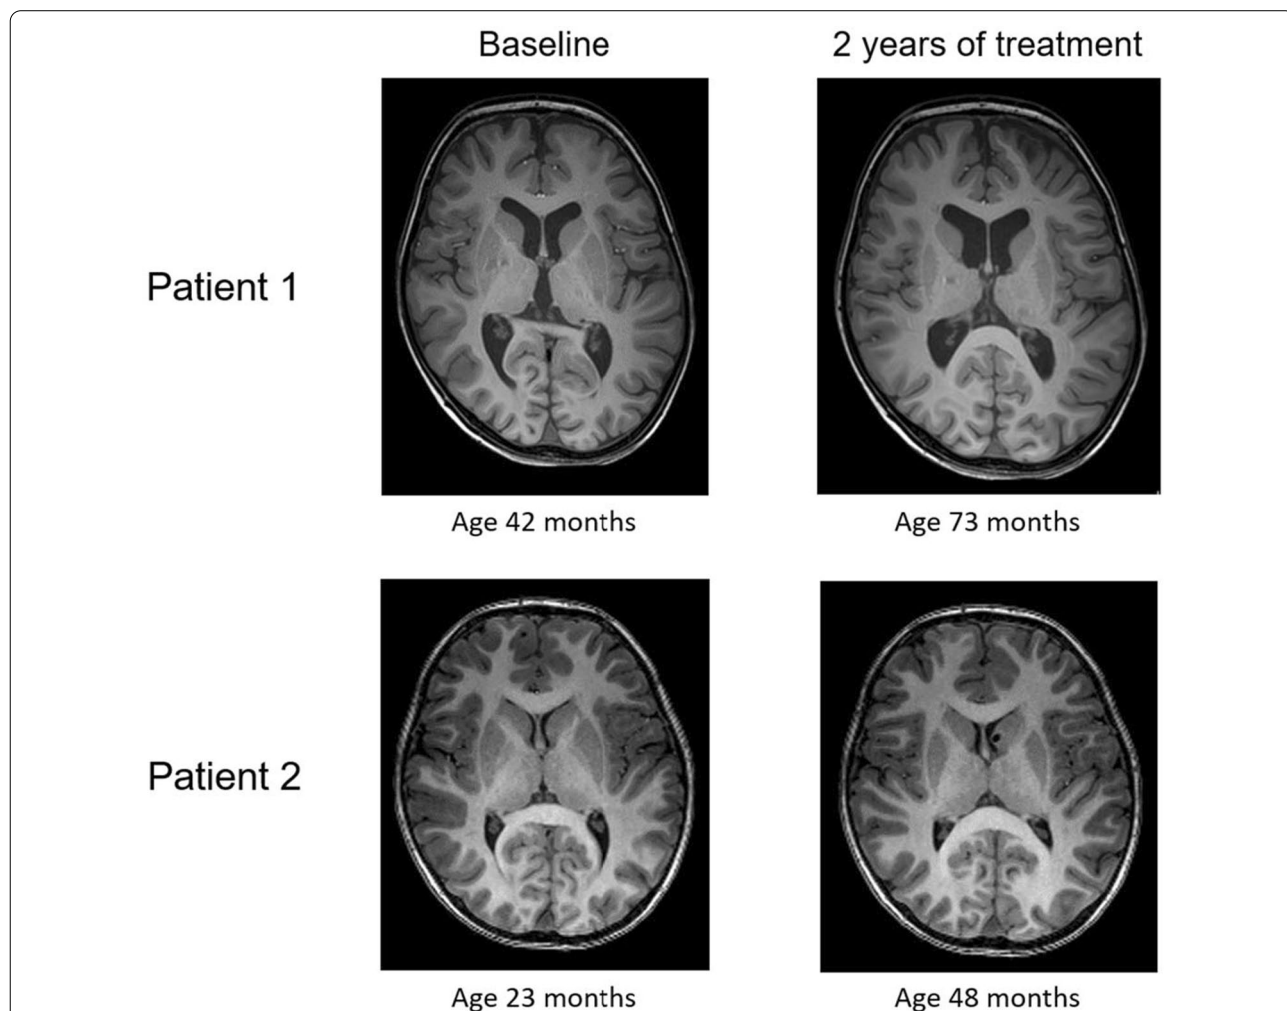 Baseline 2 years of treatment
Patient 1
Age 42 months Age 73 months
Patient 2
Age 23 months Age 48 months